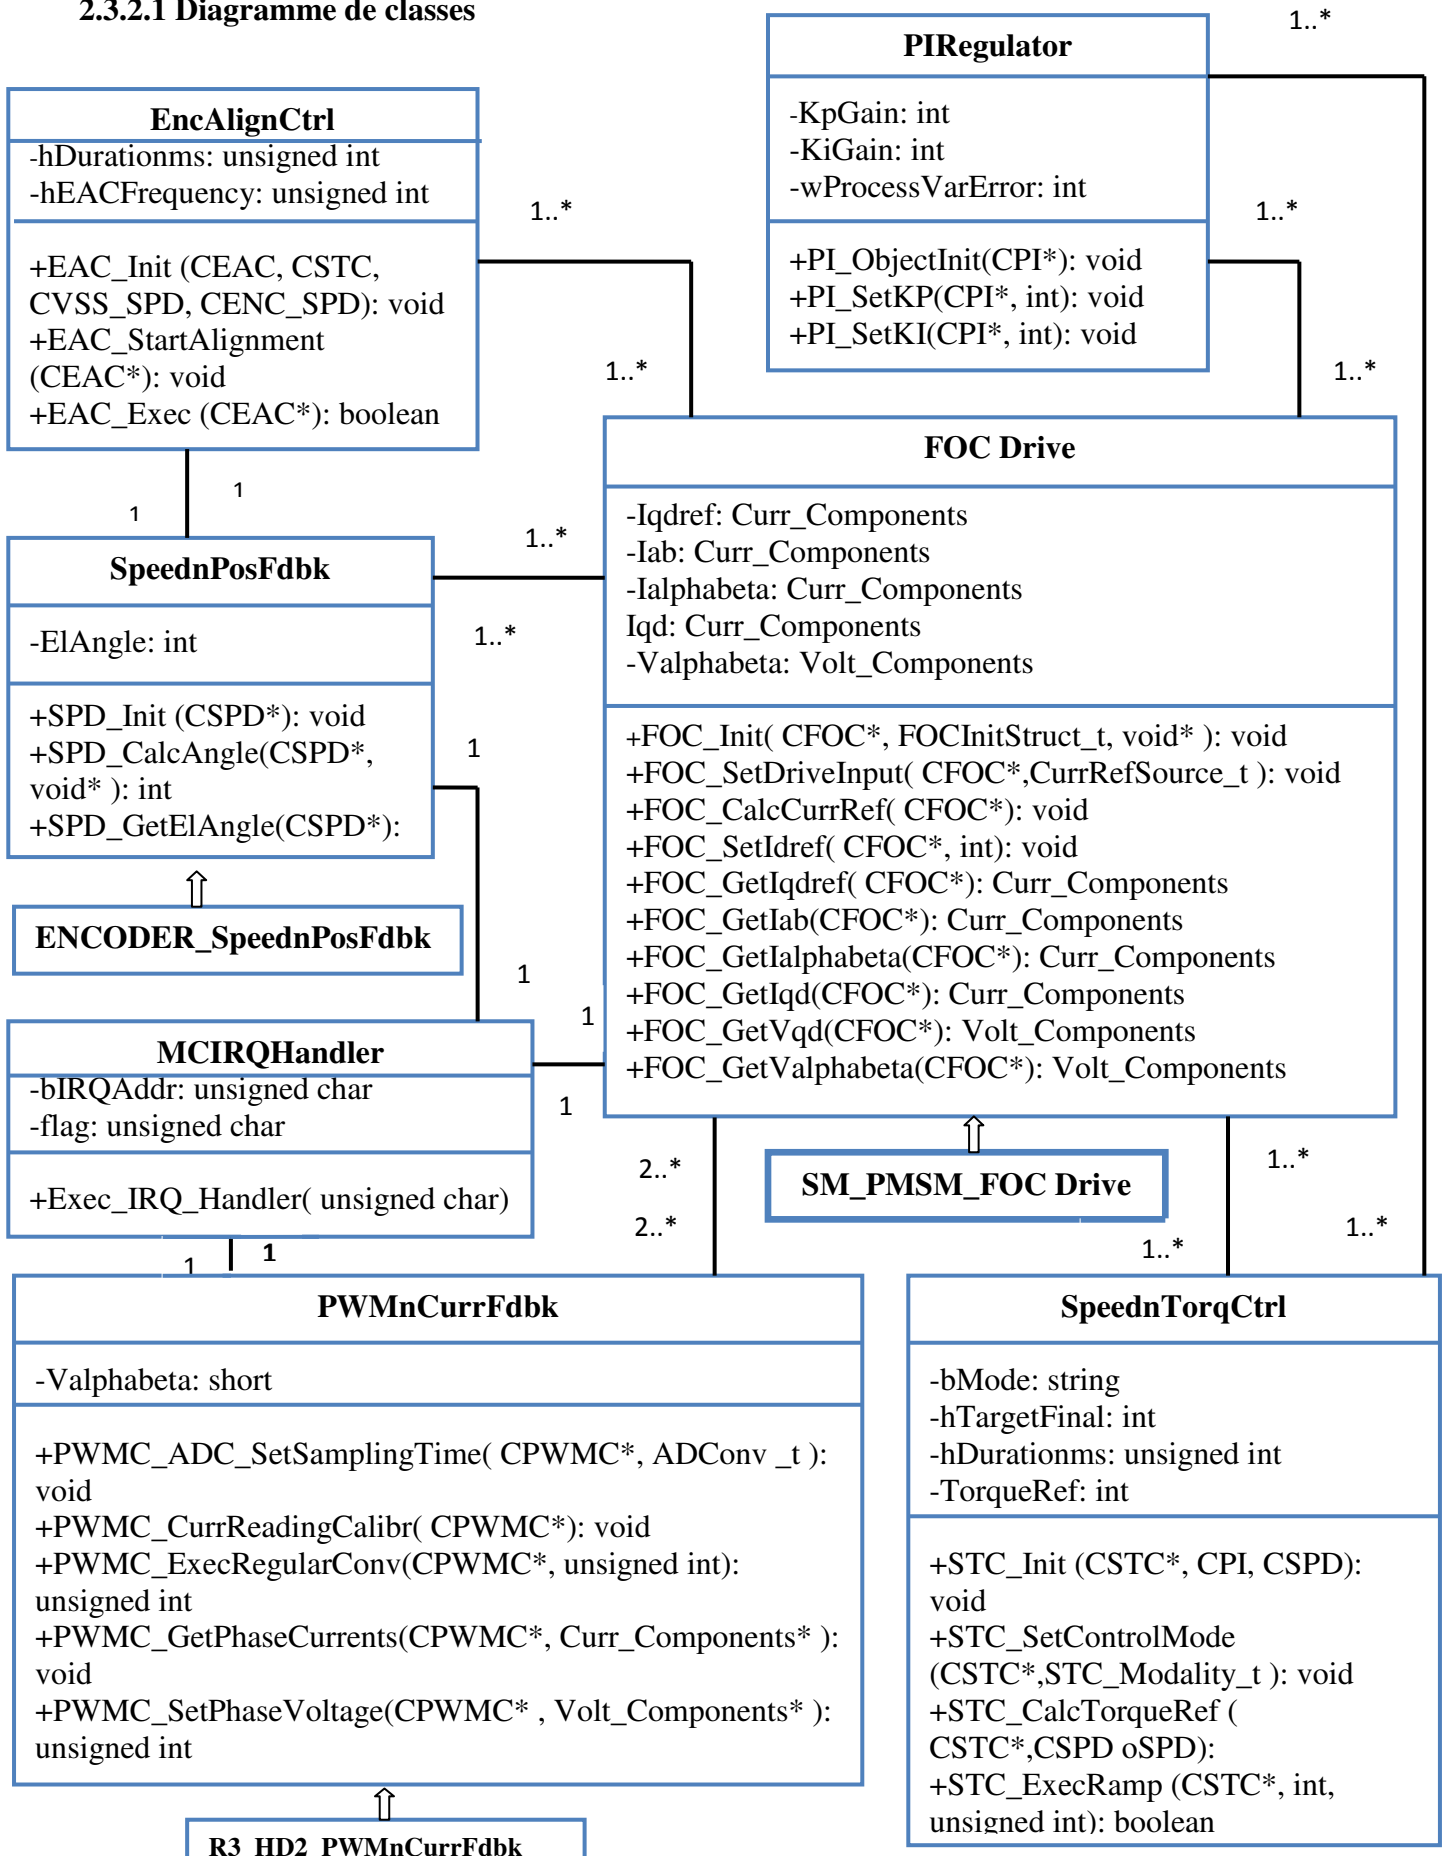 2.3.2.1 Diagramme de classes
1..*
PIRegulator
-KpGain: int
-KiGain: int
-wProcessVarError: int
+PI_ObjectInit(CPI*): void
+PI_SetKP(CPI*, int): void
+PI_SetKI(CPI*, int): void
1..*
1..*
EncAlignCtrl
-hDurationms: unsigned int
-hEACFrequency: unsigned int
+EAC_Init (CEAC, CSTC,
CVSS_SPD, CENC_SPD): void
+EAC_StartAlignment
(CEAC*): void
+EAC_Exec (CEAC*): boolean
1..*
1..*
1
1
SpeednPosFdbk
-ElAngle: int
+SPD_Init (CSPD*): void
+SPD_CalcAngle(CSPD*,
void* ): int
+SPD_GetElAngle(CSPD*):
1..*
1..*
1
ENCODER_SpeednPosFdbk
1
1
1
FOC Drive
-Iqdref: Curr_Components
-Iab: Curr_Components
-Ialphabeta: Curr_Components
Iqd: Curr_Components
-Valphabeta: Volt_Components
+FOC_Init( CFOC*, FOCInitStruct_t, void* ): void
+FOC_SetDriveInput( CFOC*,CurrRefSource_t ): void
+FOC_CalcCurrRef( CFOC*): void
+FOC_SetIdref( CFOC*, int): void
+FOC_GetIqdref( CFOC*): Curr_Components
+FOC_GetIab(CFOC*): Curr_Components
+FOC_GetIalphabeta(CFOC*): Curr_Components
+FOC_GetIqd(CFOC*): Curr_Components
+FOC_GetVqd(CFOC*): Volt_Components
+FOC_GetValphabeta(CFOC*): Volt_Components
MCIRQHandler
-bIRQAddr: unsigned char
-flag: unsigned char
+Exec_IRQ_Handler( unsigned char)
1
1
2..*
2..*
SM_PMSM_FOC Drive
1..*
1..*
1..*
PWMnCurrFdbk
-Valphabeta: short
+PWMC_ADC_SetSamplingTime( CPWMC*, ADConv _t ):
void
+PWMC_CurrReadingCalibr( CPWMC*): void
+PWMC_ExecRegularConv(CPWMC*, unsigned int):
unsigned int
+PWMC_GetPhaseCurrents(CPWMC*, Curr_Components* ):
void
+PWMC_SetPhaseVoltage(CPWMC* , Volt_Components* ):
unsigned int
R3_HD2_PWMnCurrFdbk
SpeednTorqCtrl
-bMode: string
-hTargetFinal: int
-hDurationms: unsigned int
-TorqueRef: int
+STC_Init (CSTC*, CPI, CSPD):
void
+STC_SetControlMode
(CSTC*,STC_Modality_t ): void
+STC_CalcTorqueRef (
CSTC*,CSPD oSPD):
+STC_ExecRamp (CSTC*, int,
unsigned int): boolean